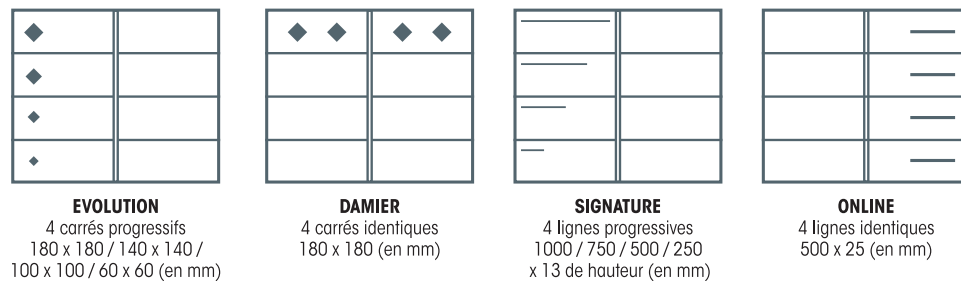 EVOLUTION
4 carrés progressifs
180 x 180 / 140 x 140 /
100 x 100 / 60 x 60 (en mm)
DAMIER
4 carrés identiques
180 x 180 (en mm)
SIGNATURE
4 lignes progressives
1000 / 750 / 500 / 250
x 13 de hauteur (en mm)
ONLINE
4 lignes identiques
500 x 25 (en mm)